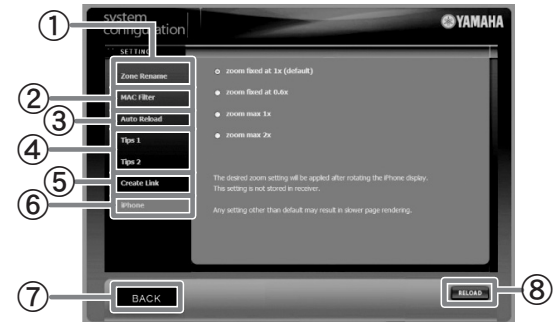 system
configuration
YAMAHA
SETTING
Zone Rename
MAC Filter
Auto Reload
Tips 1
Tips 2
Create Link
iPhone
zoom fixed at 1x (default)
zoom fixed at 0.6x
zoom max 1x
zoom max 2x
The desired zoom setting will be applied after rotating the iPhone display.
This setting is not stored in receiver.
Any setting other than default may result in slower page rendering.
BACK
RELOAD
①
②
③
④
⑤
⑥
⑦
⑧